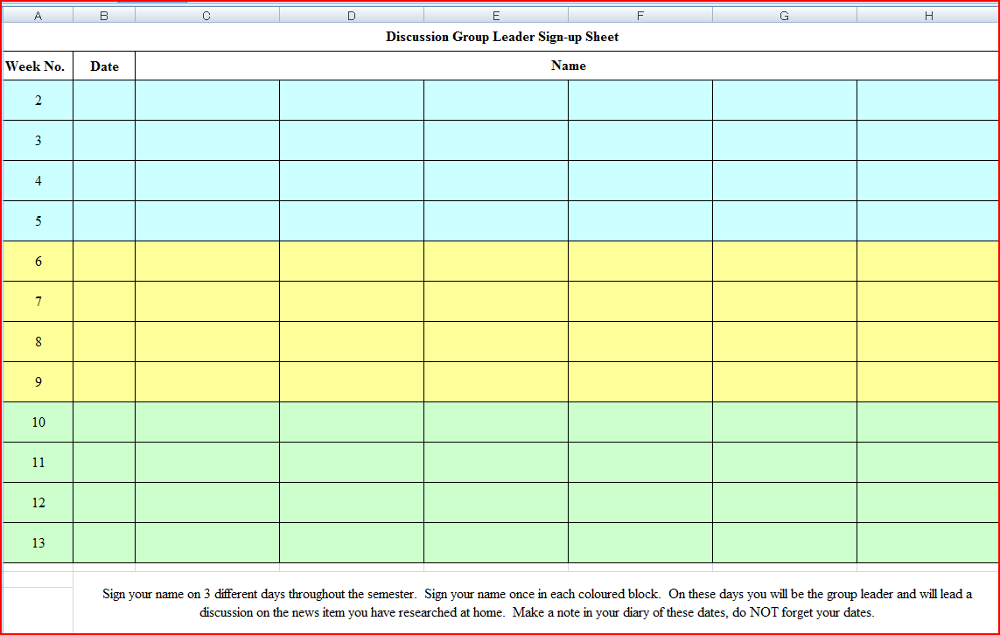 A B C D E F G H
Discussion Group Leader Sign-up Sheet
Week No. Date Name
2
3
4
5
6
7
8
9
10
11
12
13
Sign your name on 3 different days throughout the semester. Sign your name once in each coloured block. On these days you will be the group leader and will lead a
discussion on the news item you have researched at home. Make a note in your diary of these dates, do NOT forget your dates.